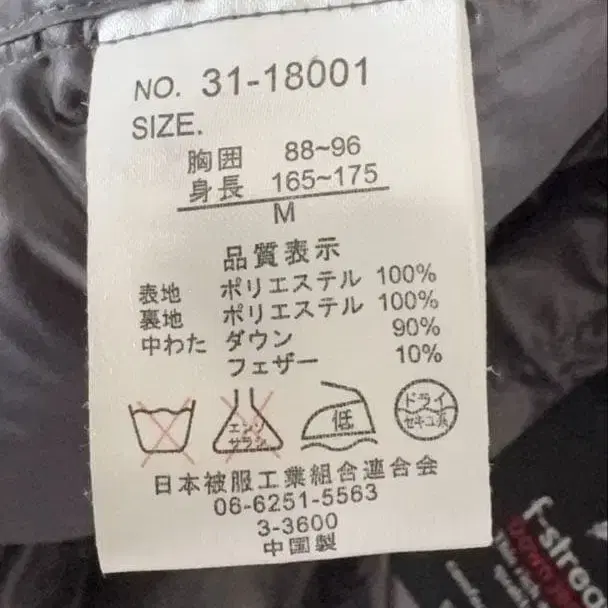 NO. 31-18001
SIZE.
胸囲 88~96
身長 165~175
M
品質表示
表地 ポリエステル 100%
裏地 ポリエステル 100%
中わた ダウン 90%
フェザー 10%
エンソ
サラシ
低
ドライ
セキユ系
日本被服工業組合連合会
06-6251-5563
3-3600
中国製